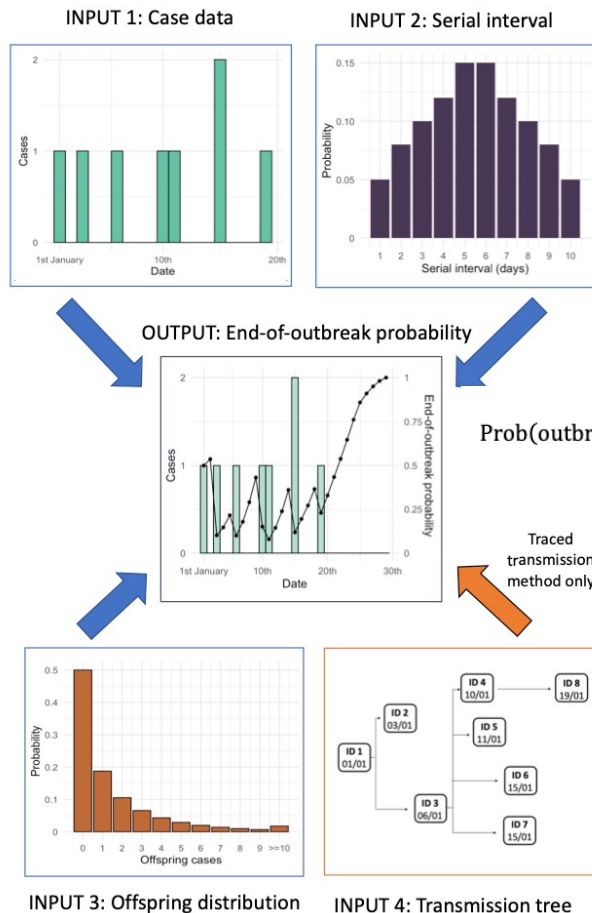 INPUT 1: Case data
INPUT 2: Serial interval
2
1
0
Cases
1st January
10th
20th
Date
0.15
0.10
0.05
0.00
Probability
1 2 3 4 5 6 7 8 9 10
Serial interval (days)
OUTPUT: End-of-outbreak probability
2
1
0
Cases
1
0.75
0.5
0.25
0
End-of-outbreak probability
1st January
10th
20th
30th
Date
Prob(outbr
Traced
transmission
method only
0.5
0.4
0.3
0.2
0.1
0.0
Probability
0 1 2 3 4 5 6 7 8 9 >=10
Offspring cases
ID 1
01/01
ID 2
03/01
ID 3
06/01
ID 4
10/01
ID 8
19/01
ID 5
11/01
ID 6
15/01
ID 7
15/01
INPUT 3: Offspring distribution
INPUT 4: Transmission tree